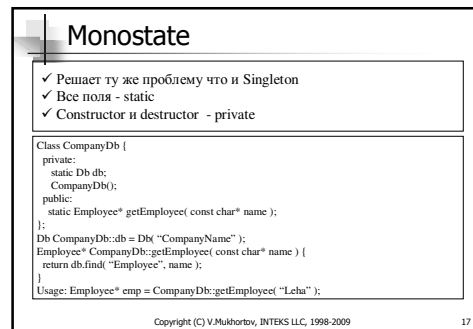 Monostate
✓ Решает ту же проблему что и Singleton
✓ Все поля - static
✓ Constructor и destructor - private
Class CompanyDb {
private:
static Db db;
CompanyDb();
public:
static Employee* getEmployee( const char* name );
};
Db CompanyDb::db = Db( “CompanyName” );
Employee* CompanyDb::getEmployee( const char* name ) {
return db.find( “Employee”, name );
}
Usage: Employee* emp = CompanyDb::getEmployee( “Leha” );
Copyright (C) V.Mukhortov, INTEKS LLC, 1998-2009
17